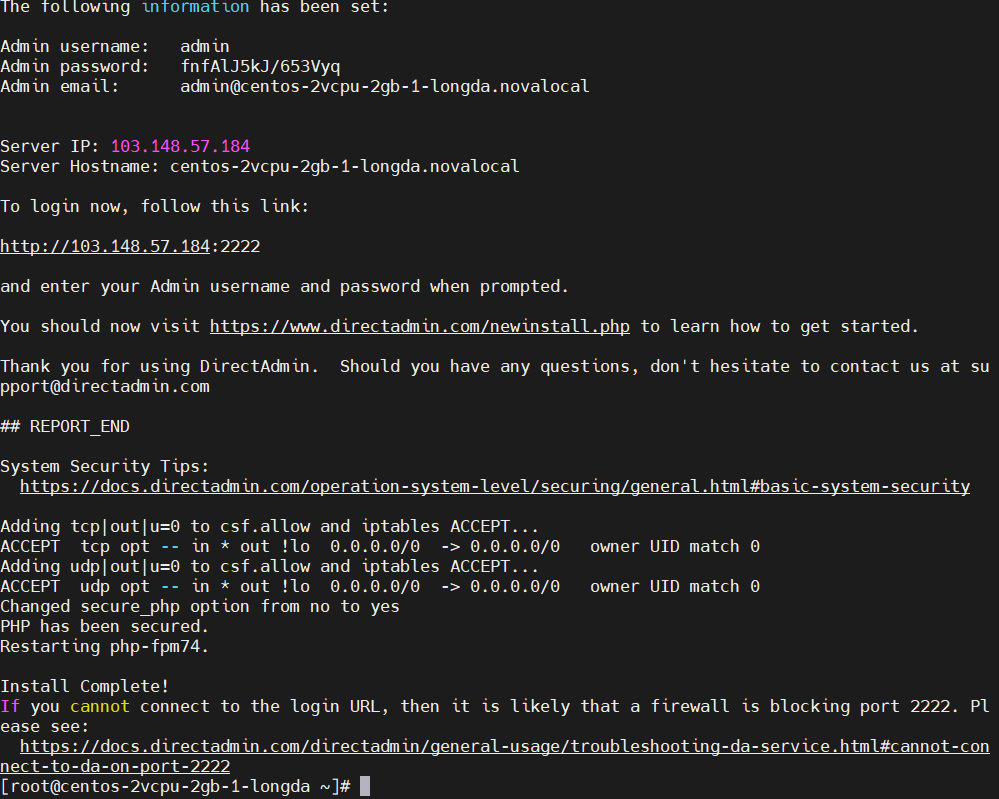 The following information has been set:
Admin username:   admin
Admin password:   fnfAlJ5kJ/653Vyq
Admin email:      admin@centos-2vcpu-2gb-1-longda.novalocal
Server IP: 103.148.57.184
Server Hostname: centos-2vcpu-2gb-1-longda.novalocal
To login now, follow this link:
http://103.148.57.184:2222
and enter your Admin username and password when prompted.
You should now visit https://www.directadmin.com/newinstall.php to learn how to get started.
Thank you for using DirectAdmin.  Should you have any questions, don't hesitate to contact us at su
pport@directadmin.com
## REPORT_END
System Security Tips:
  https://docs.directadmin.com/operation-system-level/securing/general.html#basic-system-security
Adding tcp|out|u=0 to csf.allow and iptables ACCEPT...
ACCEPT  tcp opt -- in * out !lo  0.0.0.0/0  -> 0.0.0.0/0   owner UID match 0
Adding udp|out|u=0 to csf.allow and iptables ACCEPT...
ACCEPT  udp opt -- in * out !lo  0.0.0.0/0  -> 0.0.0.0/0   owner UID match 0
Changed secure_php option from no to yes
PHP has been secured.
Restarting php-fpm74.
Install Complete!
If you cannot connect to the login URL, then it is likely that a firewall is blocking port 2222. Pl
ease see:
  https://docs.directadmin.com/directadmin/general-usage/troubleshooting-da-service.html#cannot-con
nect-to-da-on-port-2222
[root@centos-2vcpu-2gb-1-longda ~]#